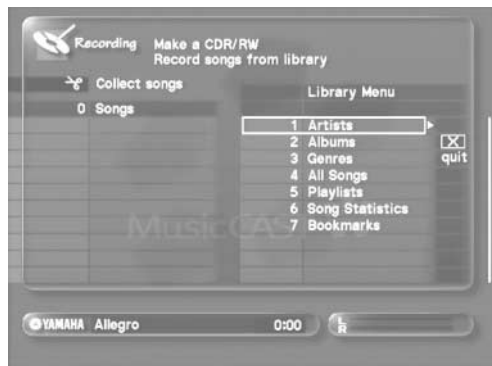 Recording
Make a CDR/RW
Record songs from library
Collect songs
0 Songs
Library Menu
1 Artists
2 Albums
3 Genres
4 All Songs
5 Playlists
6 Song Statistics
7 Bookmarks
X
quit
YAMAHA Allegro 0:00
L
R